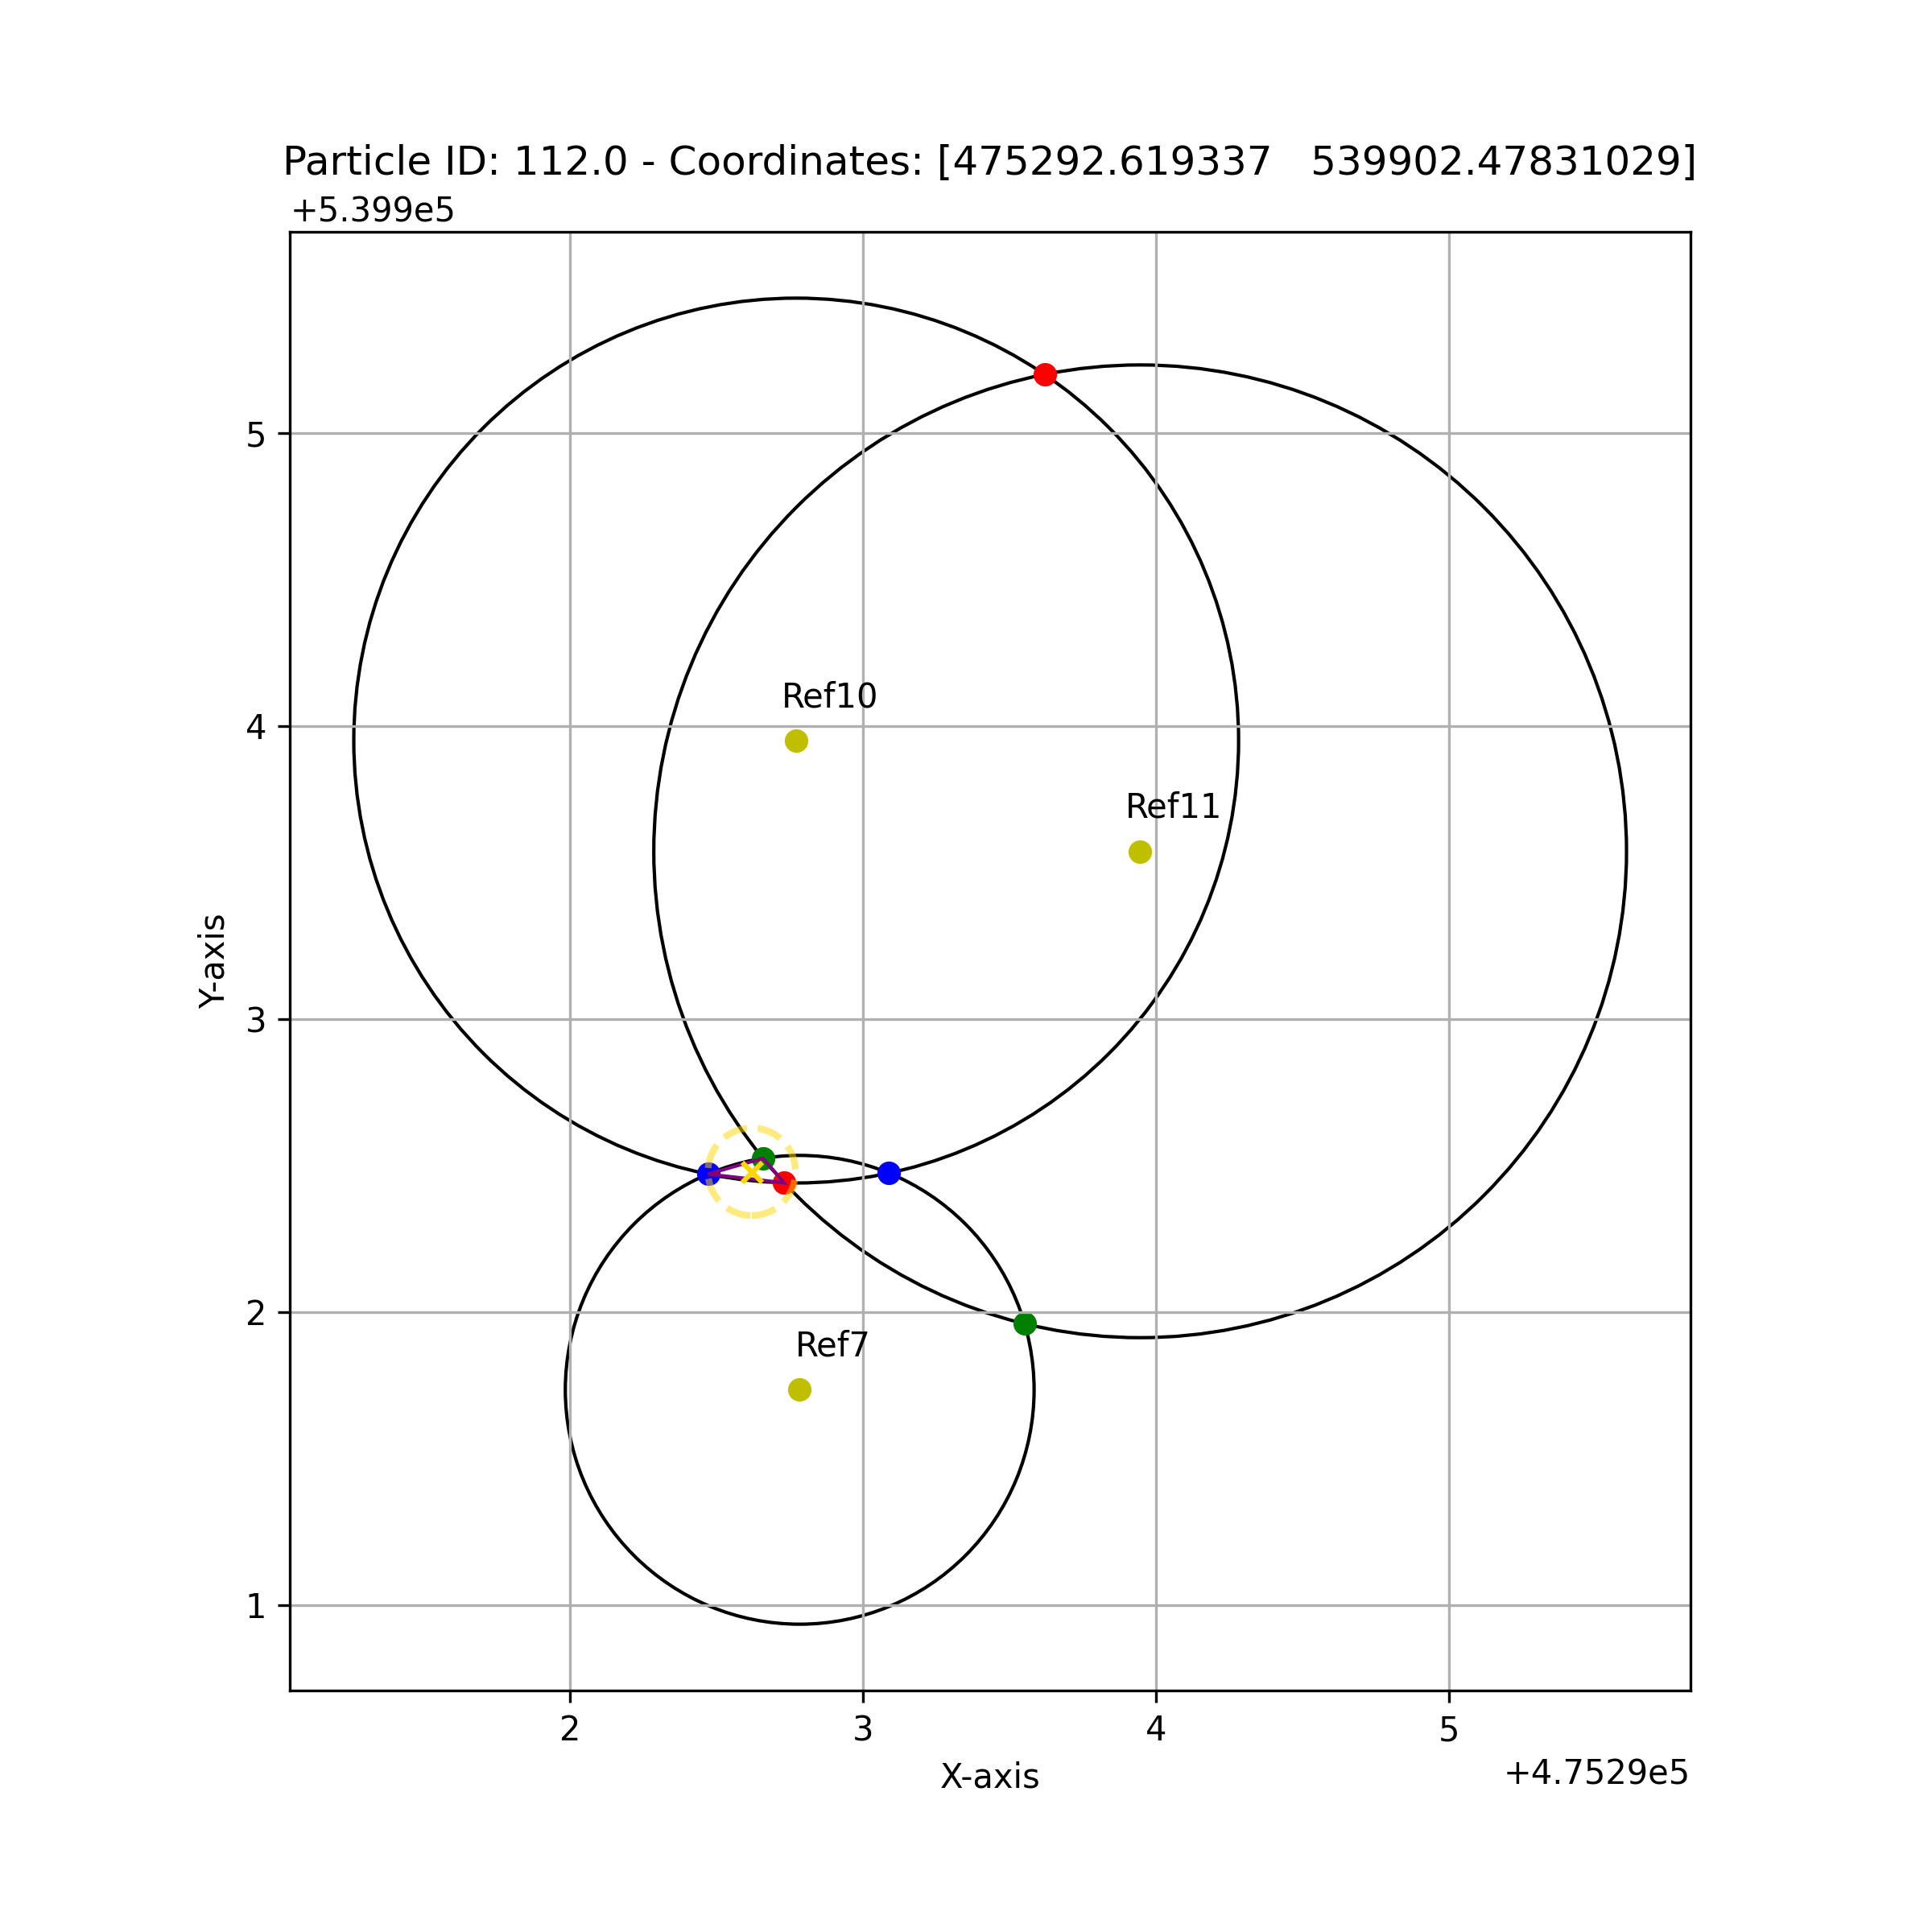 Particle ID: 112.0 - Coordinates: [475292.619337   539902.47831029]
+5.399e5
5
Ref10
4
Ref11
Y-axis
3
2
Ref7
1
2 3 4 5
X-axis
+4.7529e5